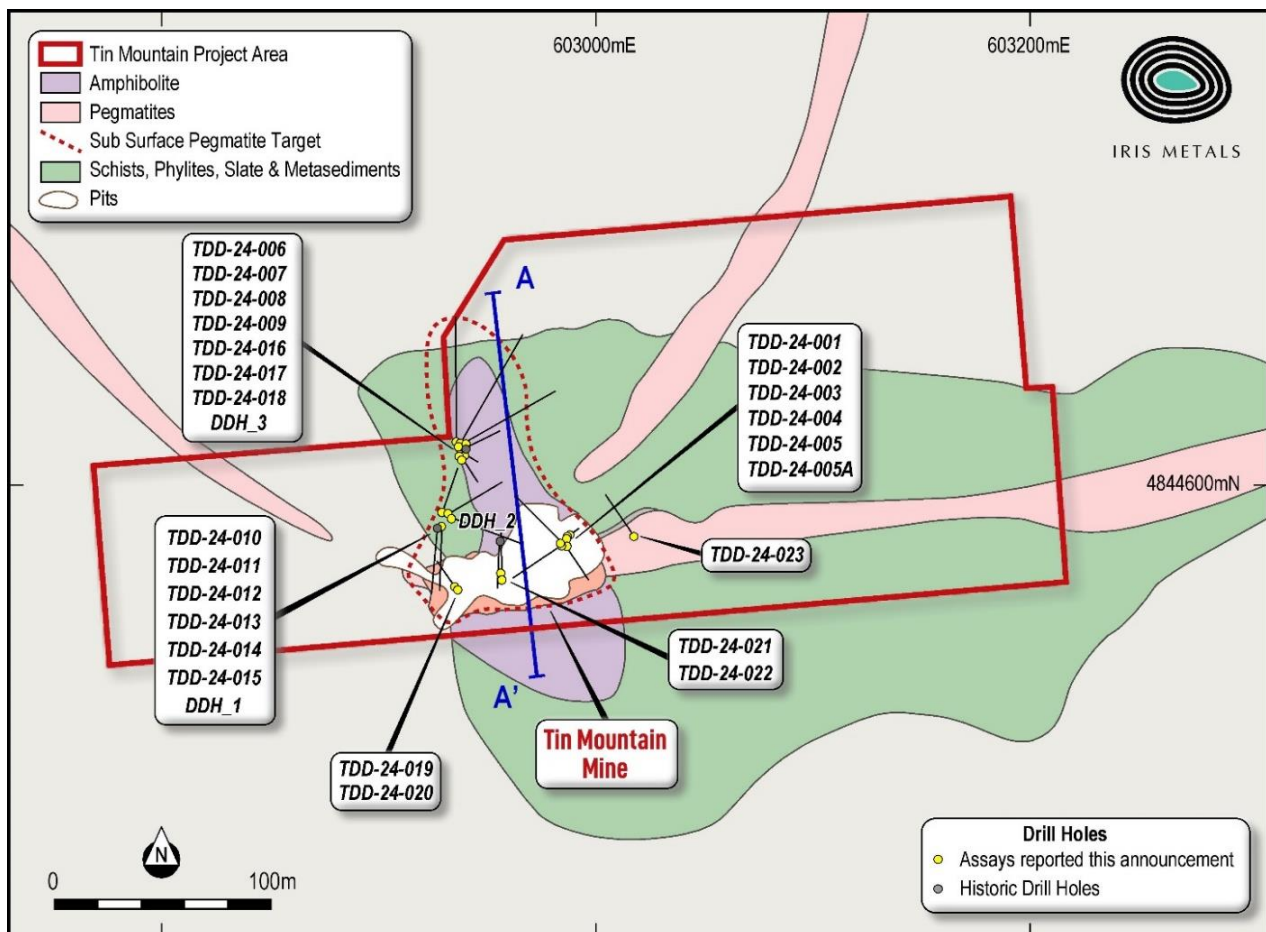 603000mE
603200mE
Tin Mountain Project Area
Amphibolite
Pegmatites
Sub Surface Pegmatite Target
Schists, Phylites, Slate & Metasediments
Pits
IRIS METALS
TDD-24-006
TDD-24-007
TDD-24-008
TDD-24-009
TDD-24-016
TDD-24-017
TDD-24-018
DDH_3
A
TDD-24-001
TDD-24-002
TDD-24-003
TDD-24-004
TDD-24-005
TDD-24-005A
4844600mN
DDH_2
TDD-24-010
TDD-24-011
TDD-24-012
TDD-24-013
TDD-24-014
TDD-24-015
DDH_1
TDD-24-023
TDD-24-021
TDD-24-022
A'
Tin Mountain
Mine
TDD-24-019
TDD-24-020
N
0 100m
Drill Holes
Assays reported this announcement
Historic Drill Holes